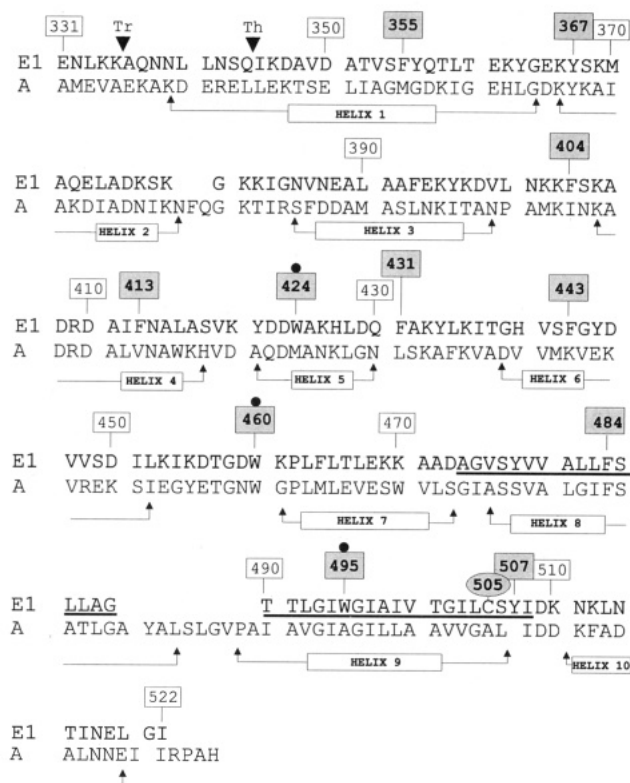 Tr Th
331 350 355 367 370
E1 ENLKKAQNNL LNSQIKDAVD ATVSFYQTLT EKYGEKYSKM
A AMEVAEKAKD ERELLEKTSE LIAGMGDKIG EHLGDKYKAI
HELIX 1
390 404
E1 AQELADKSK G KKIGNVNEAL AAFEKYKDVL NKKFSKA
A AKDIADNIKNFQG KTIRSFDDAM ASLNKITANP AMKINKA
HELIX 2 HELIX 3
410 413 424 430 431 443
E1 DRD AIFNALASVK YDDWAKHLDQ FAKYLKITGH VSFGYD
A DRD ALVNAWKHVD AQDMANKLGN LSKAFKVADV VMKVEK
HELIX 4 HELIX 5 HELIX 6
450 460 470 484
E1 VVSD ILKIKDTGDW KPLFLTLEKK AADAGVSYVV ALLFS
A VREK SIEGYETGNW GPLMLEVESW VLSGIASSVA LGIFS
HELIX 7 HELIX 8
490 495 505 507 510
E1 LLAG T TLGIWGIAIV TGILCSYIDK NKLN
A ATLGA YALSLGVPAI AVGIAGILLA AVVGAL IDD KFAD
HELIX 9 HELIX 10
522
E1 TINEL GI
A ALNNEI IRPAH